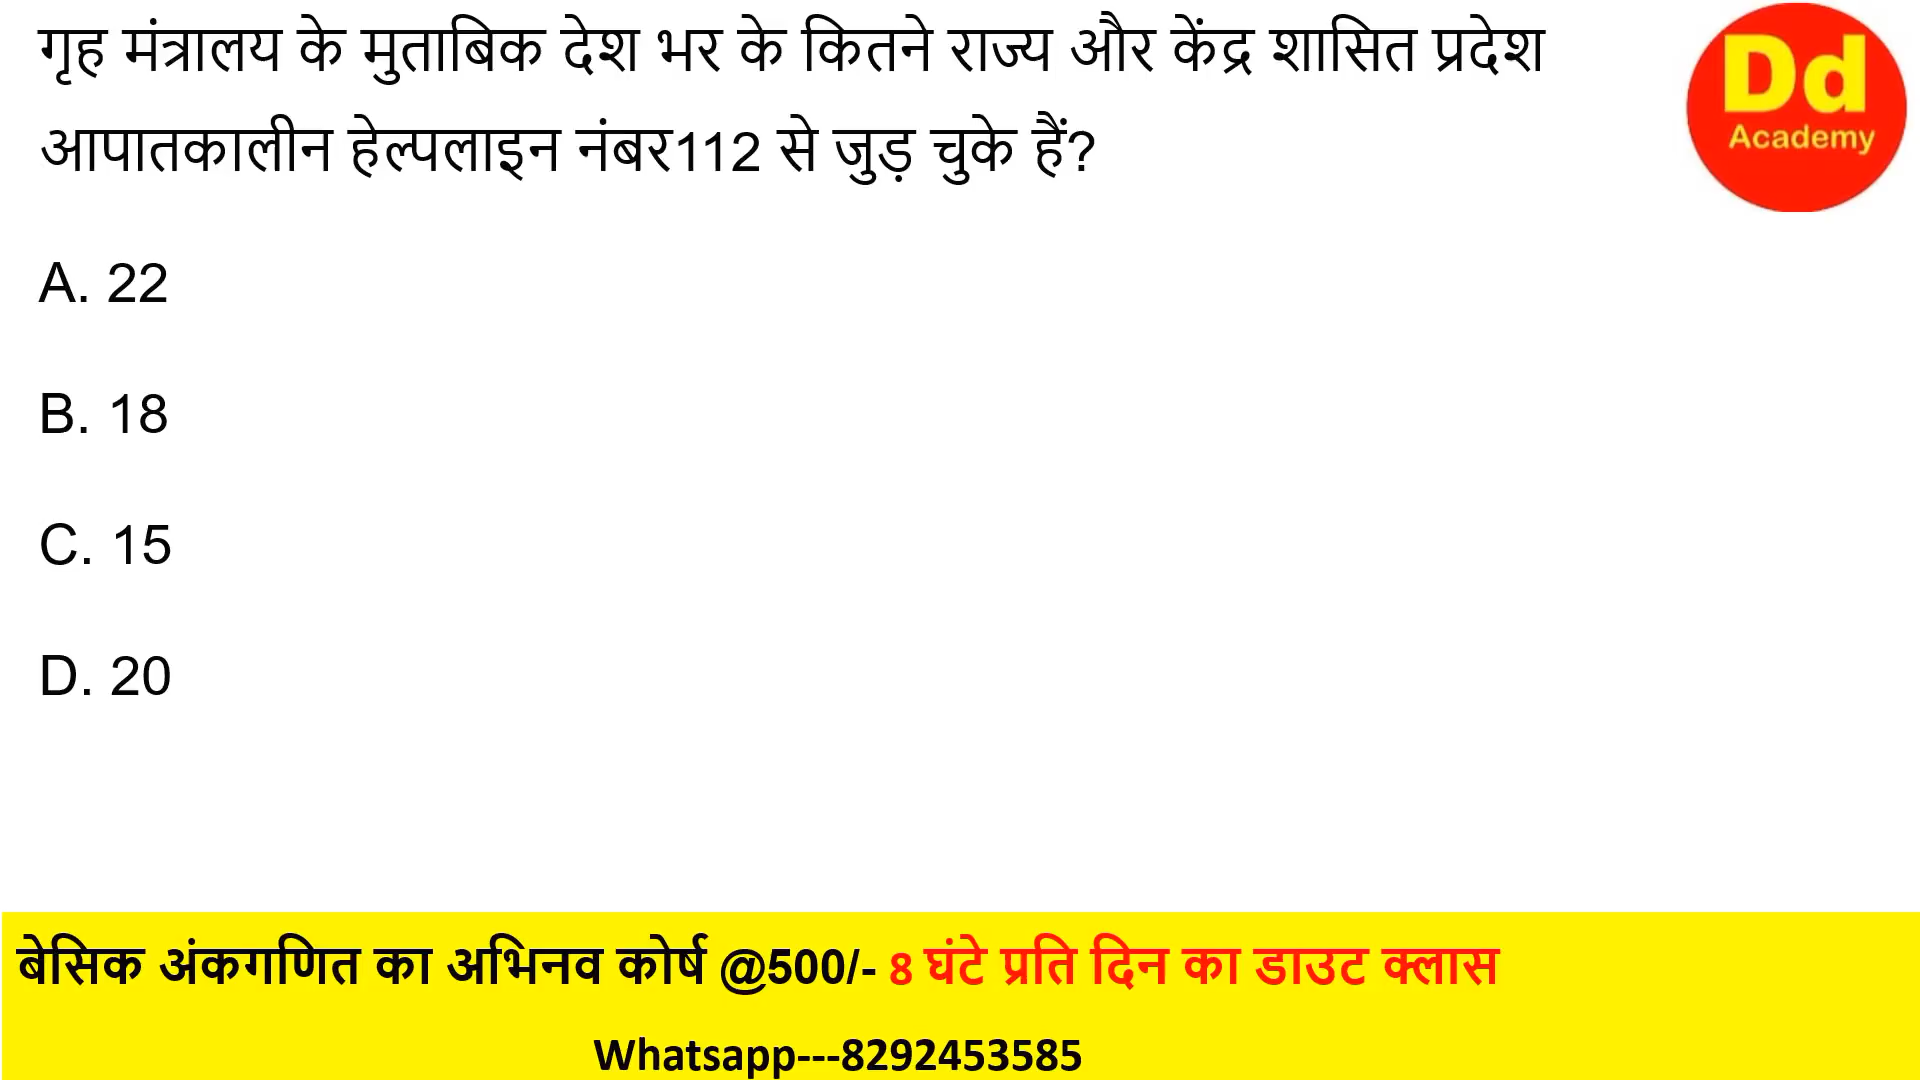 गृह मंत्रालय के मुताबिक देश भर के कितने राज्य और केंद्र शासित प्रदेश
आपातकालीन हेल्पलाइन नंबर112 से जुड़ चुके हैं?
Dd
Academy
A. 22
B. 18
C. 15
D. 20
बेसिक अंकगणित का अभिनव कोर्ष @500/- 8 घंटे प्रति दिन का डाउट क्लास
Whatsapp---8292453585